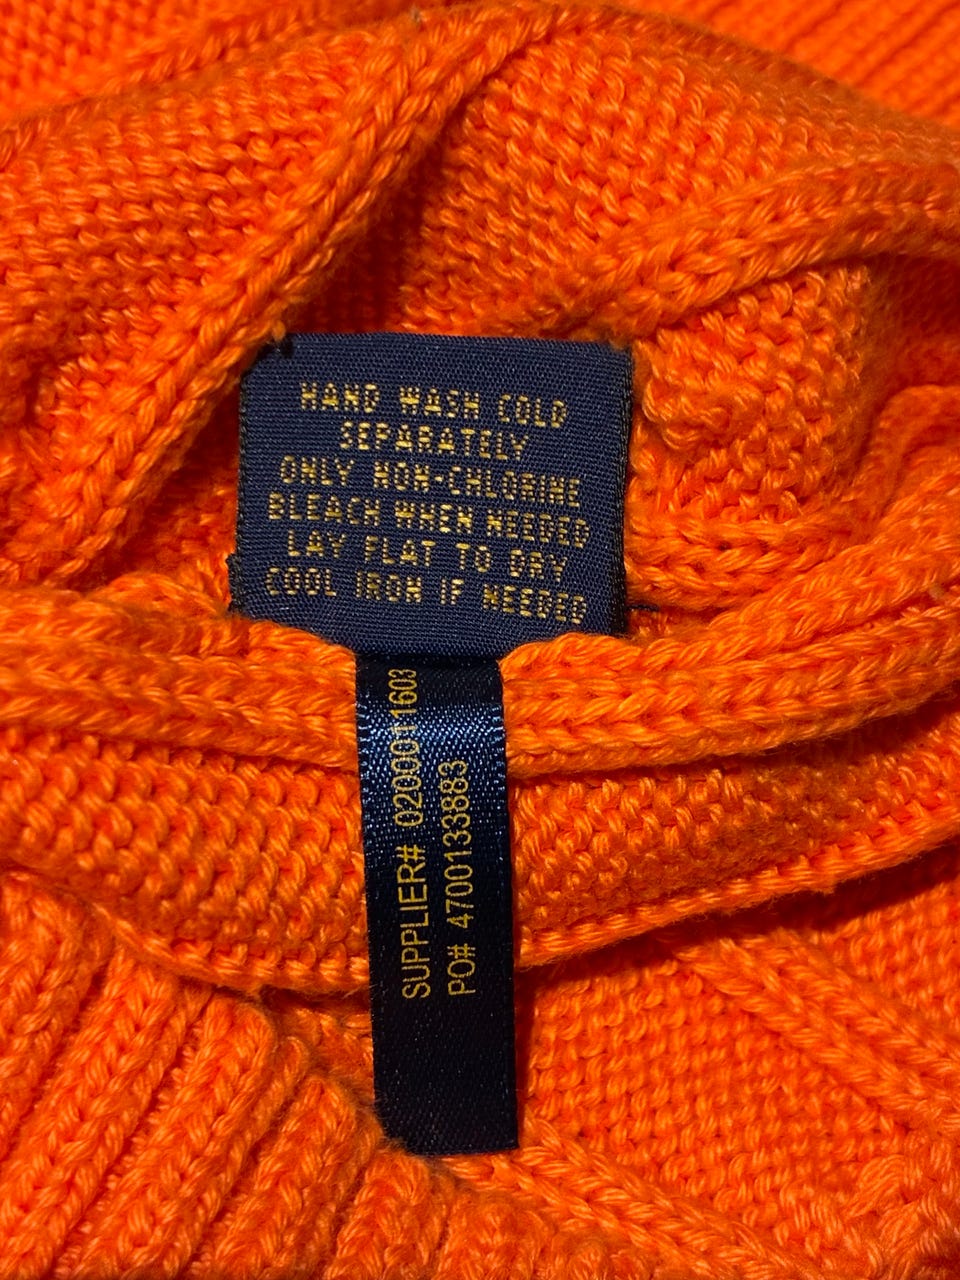 HAND WASH COLD
SEPARATELY
ONLY NON-CHLORINE
BLEACH WHEN NEEDED
LAY FLAT TO DRY
COOL IRON IF NEEDED
SUPPLIER# 0200011603
PO# 4700133883